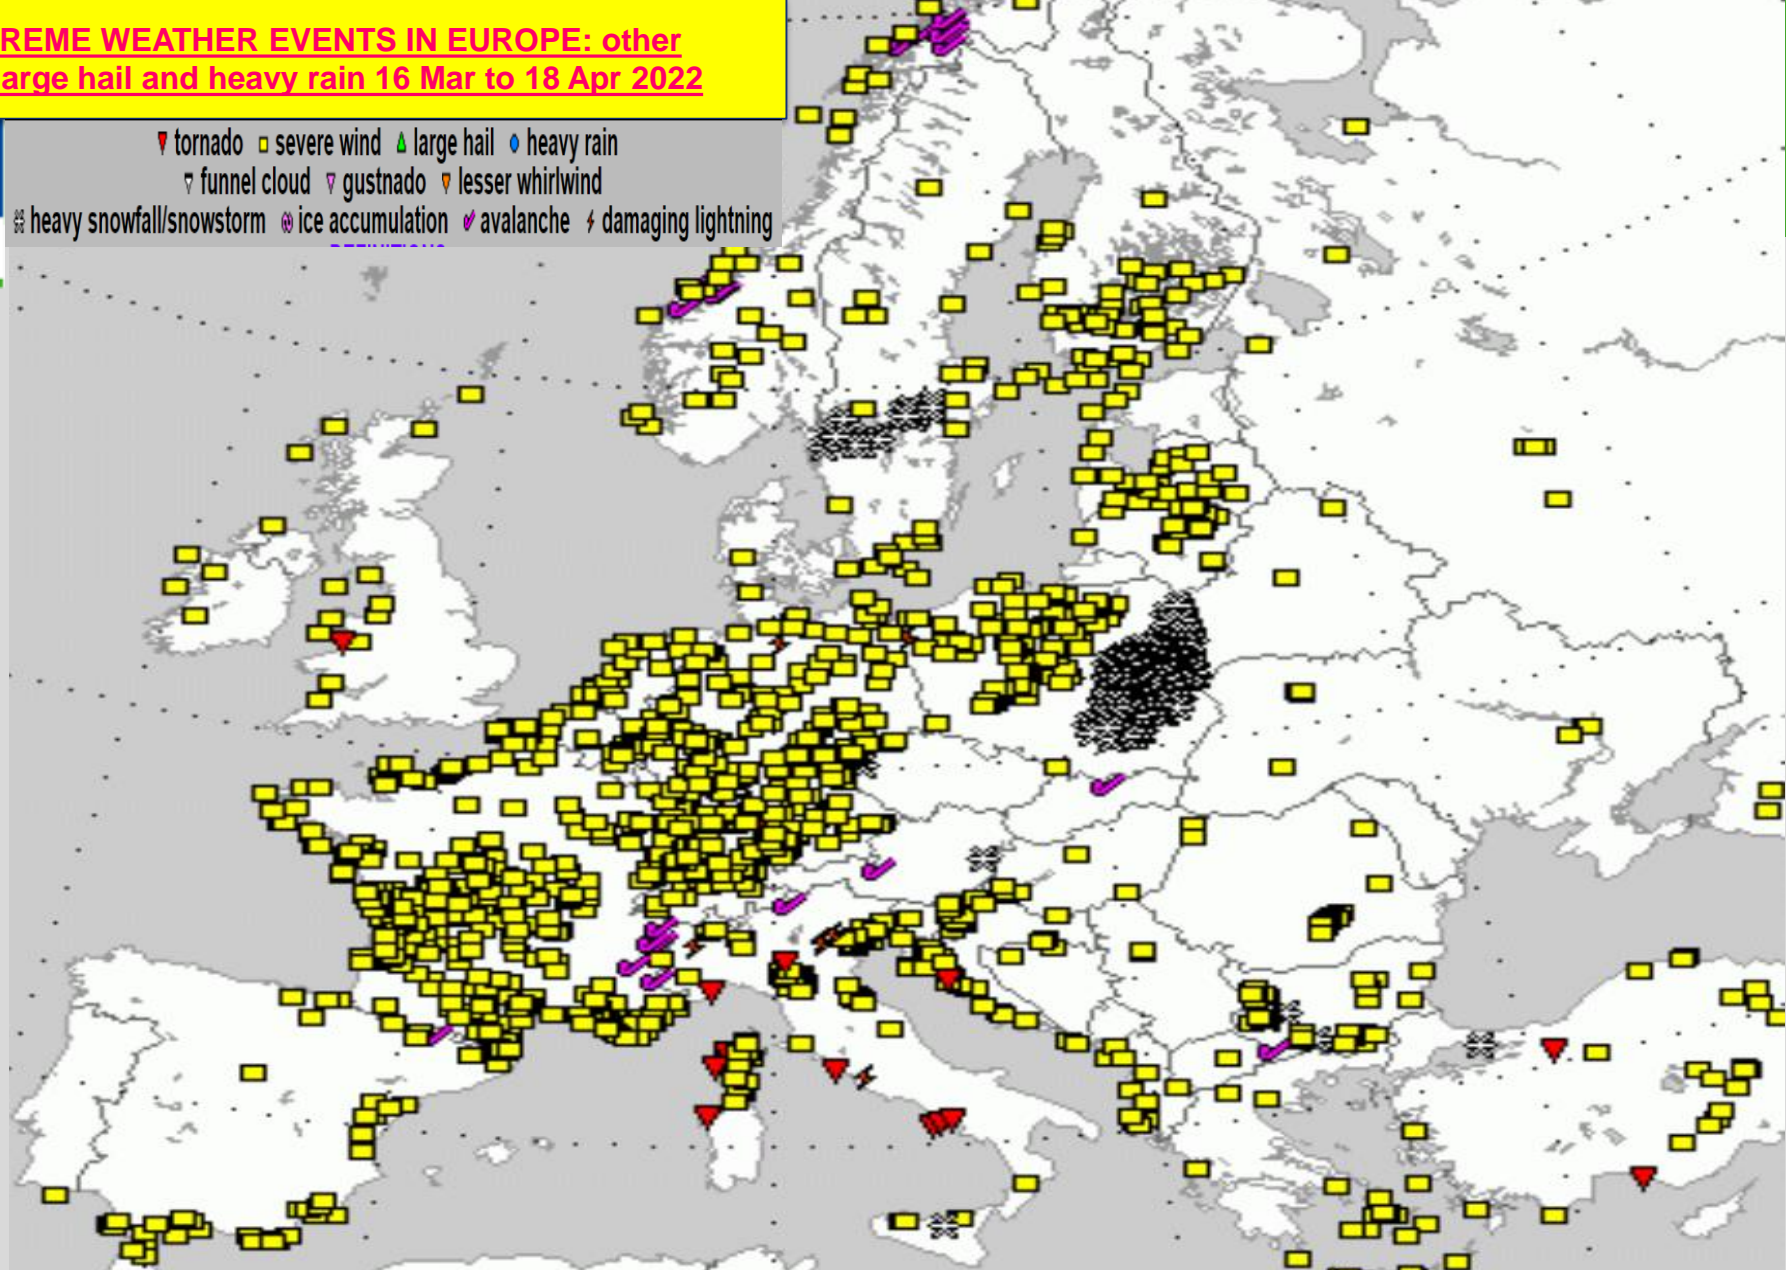 REME WEATHER EVENTS IN EUROPE: other
arge hail and heavy rain 16 Mar to 18 Apr 2022
tornado severe wind large hail heavy rain
funnel cloud gustnado lesser whirlwind
heavy snowfall/snowstorm ice accumulation avalanche damaging lightning